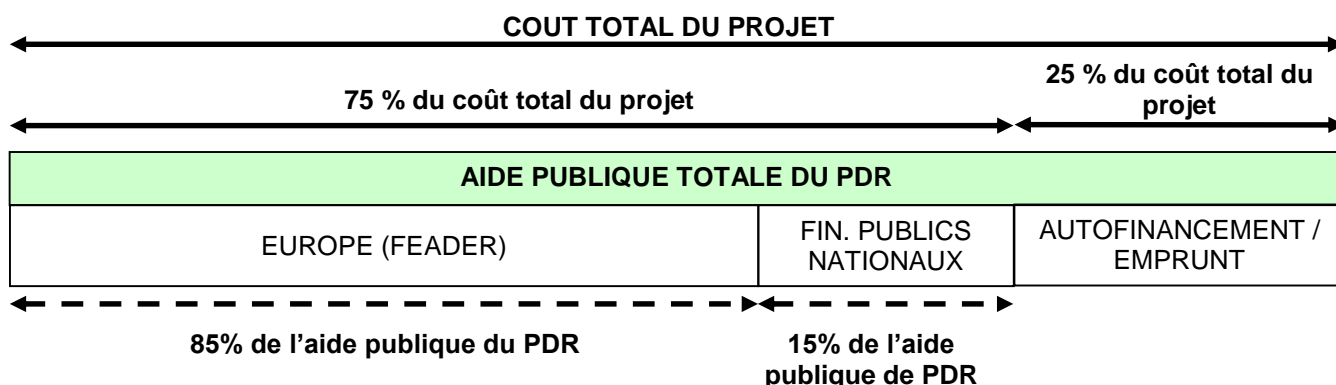 COUT TOTAL DU PROJET
75 % du coût total du projet
25 % du coût total du
projet
AIDE PUBLIQUE TOTALE DU PDR
EUROPE (FEADER)
FIN. PUBLICS
NATIONAUX
AUTOFINANCEMENT /
EMPRUNT
85% de l’aide publique du PDR
15% de l’aide
publique de PDR